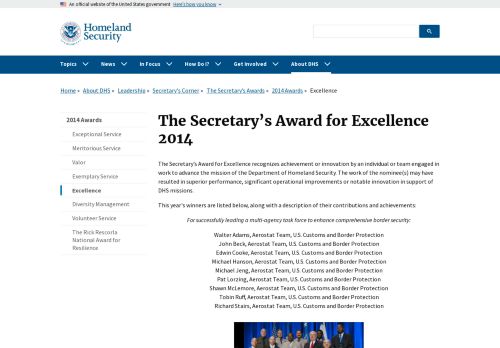 An official website of the United States government Here's how you know
Homeland
Security
Topics News In Focus How Do I? Get Involved About DHS
Home » About DHS » Leadership » Secretary's Corner » The Secretary's Awards » 2014 Awards » Excellence
2014 Awards
Exceptional Service
Meritorious Service
Valor
Exemplary Service
Excellence
Diversity Management
Volunteer Service
The Rick Rescorla
National Award for
Resilience
The Secretary's Award for Excellence
2014
The Secretary's Award for Excellence recognizes achievement or innovation by an individual or team engaged in
work to advance the mission of the Department of Homeland Security. The work of the nominee(s) may have
resulted in superior performance, significant operational improvements or notable innovation in support of
DHS missions.
This year's winners are listed below, along with a description of their contributions and achievements:
For successfully leading a multi-agency task force to enhance comprehensive border security:
Walter Adams, Aerostat Team, U.S. Customs and Border Protection
John Beck, Aerostat Team, U.S. Customs and Border Protection
Edwin Cooke, Aerostat Team, U.S. Customs and Border Protection
Michael Hanson, Aerostat Team, U.S. Customs and Border Protection
Michael Jeng, Aerostat Team, U.S. Customs and Border Protection
Pat Lorzing, Aerostat Team, U.S. Customs and Border Protection
Shawn McLemore, Aerostat Team, U.S. Customs and Border Protection
Tobin Ruff, Aerostat Team, U.S. Customs and Border Protection
Richard Stairs, Aerostat Team, U.S. Customs and Border Protection